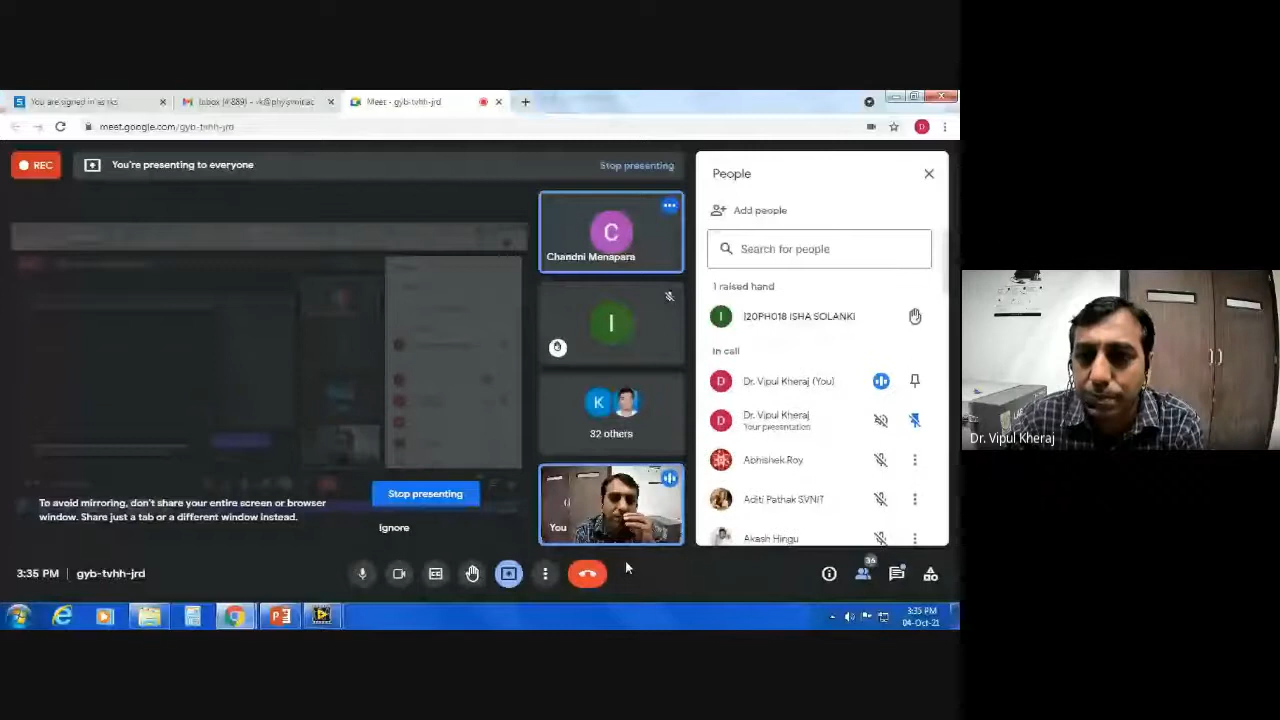 You are signed in as rks
Meet - gyb-tvhh-jrd
meet.google.com/gyb-tvhh-jrd
REC
You're presenting to everyone
Stop presenting
People
Add people
Search for people
1 raised hand
I20PH018 ISHA SOLANKI
In call
Dr. Vipul Kheraj (You)
Dr. Vipul Kheraj
Your presentation
Abhishek Roy
Aditi Pathak SVNIT
Akash Hingu
C
Chandni Menapara
I
K
32 others
You
To avoid mirroring, don't share your entire screen or browser
window. Share just a tab or a different window instead.
Stop presenting
Ignore
3:35 PM | gyb-tvhh-jrd
36
3:35 PM
04-Oct-21
Dr. Vipul Kheraj